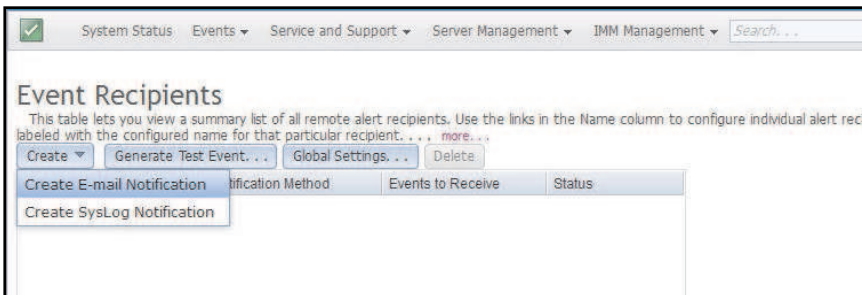 System Status Events Service and Support Server Management IMM Management Search. . .
Event Recipients
This table lets you view a summary list of all remote alert recipients. Use the links in the Name column to configure individual alert
labeled with the configured name for that particular recipient. . . . more. . .
Create Generate Test Event. . . Global Settings. . . Delete
Create E-mail Notification Method Events to Receive Status
Create SysLog Notification